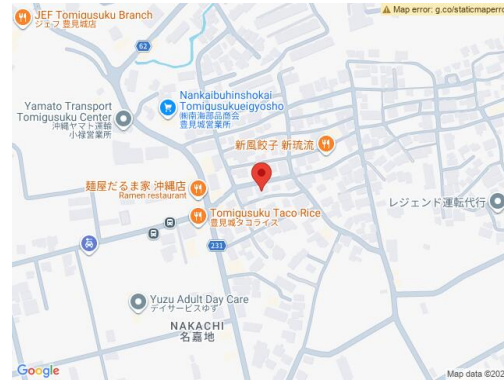 JEF Tomigusuku Branch
ジェフ 豊見城店
Map error: g.co/staticmaperro
62
Nankaibuhinshokai
Tomigusukueigyosho
㈱南海部品商会
豊見城営業所
Yamato Transport
Tomigusuku Center
沖縄ヤマト運輸
小禄営業所
新風餃子 新琉流
麺屋だるま家 沖縄店
Ramen restaurant
Tomigusuku Taco Rice
豊見城タコライス
レジェンド運転代行
231
Yuzu Adult Day Care
デイサービスゆず
NAKACHI
名嘉地
Google
Map data ©202